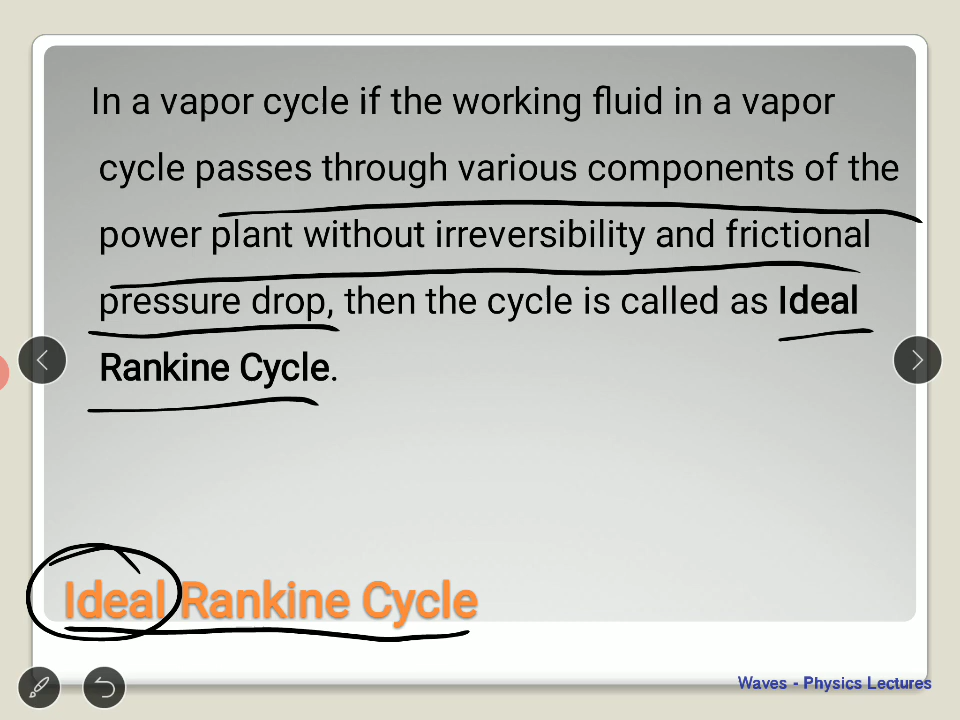 In a vapor cycle if the working fluid in a vapor
cycle passes through various components of the
power plant without irreversibility and frictional
pressure drop, then the cycle is called as Ideal
Rankine Cycle.
Ideal Rankine Cycle
Waves - Physics Lectures